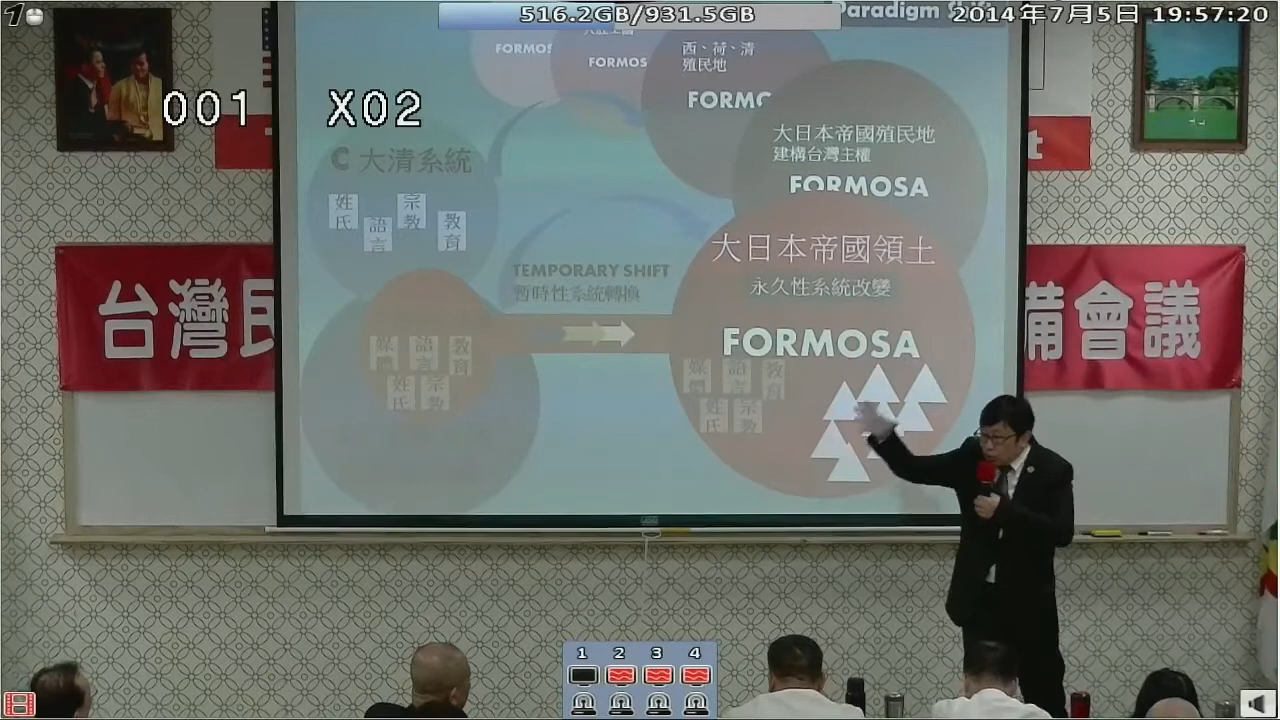 516.2GB/931.5GB
Paradigm
2014年7月5日 19:57:20
001 X02
FORMOS
FORMOS
西、荷、清
殖民地
FORMO
大日本帝國殖民地
建構台灣主權
FORMOSA
C 大清系統
姓氏
語言
宗教
教育
大日本帝國領土
永久性系統改變
FORMOSA
TEMPORARY SHIFT
暫時性系統轉換
媒體
語言
教育
姓氏
宗教
媒體
語言
教育
姓氏
宗教
台灣民
備會議
t
1 2 3 4